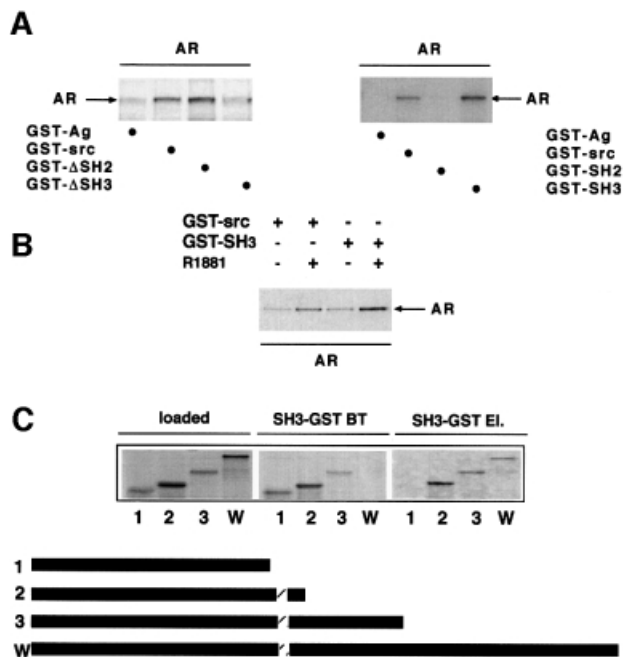 A
AR
AR
AR
AR
GST-Ag
GST-src
GST-ΔSH2
GST-ΔSH3
GST-Ag
GST-src
GST-SH2
GST-SH3
B
GST-src + + - -
GST-SH3 - - + +
R1881 - + - +
AR
AR
C
loaded SH3-GST BT SH3-GST El.
1 2 3 W 1 2 3 W 1 2 3 W
1
2
3
W